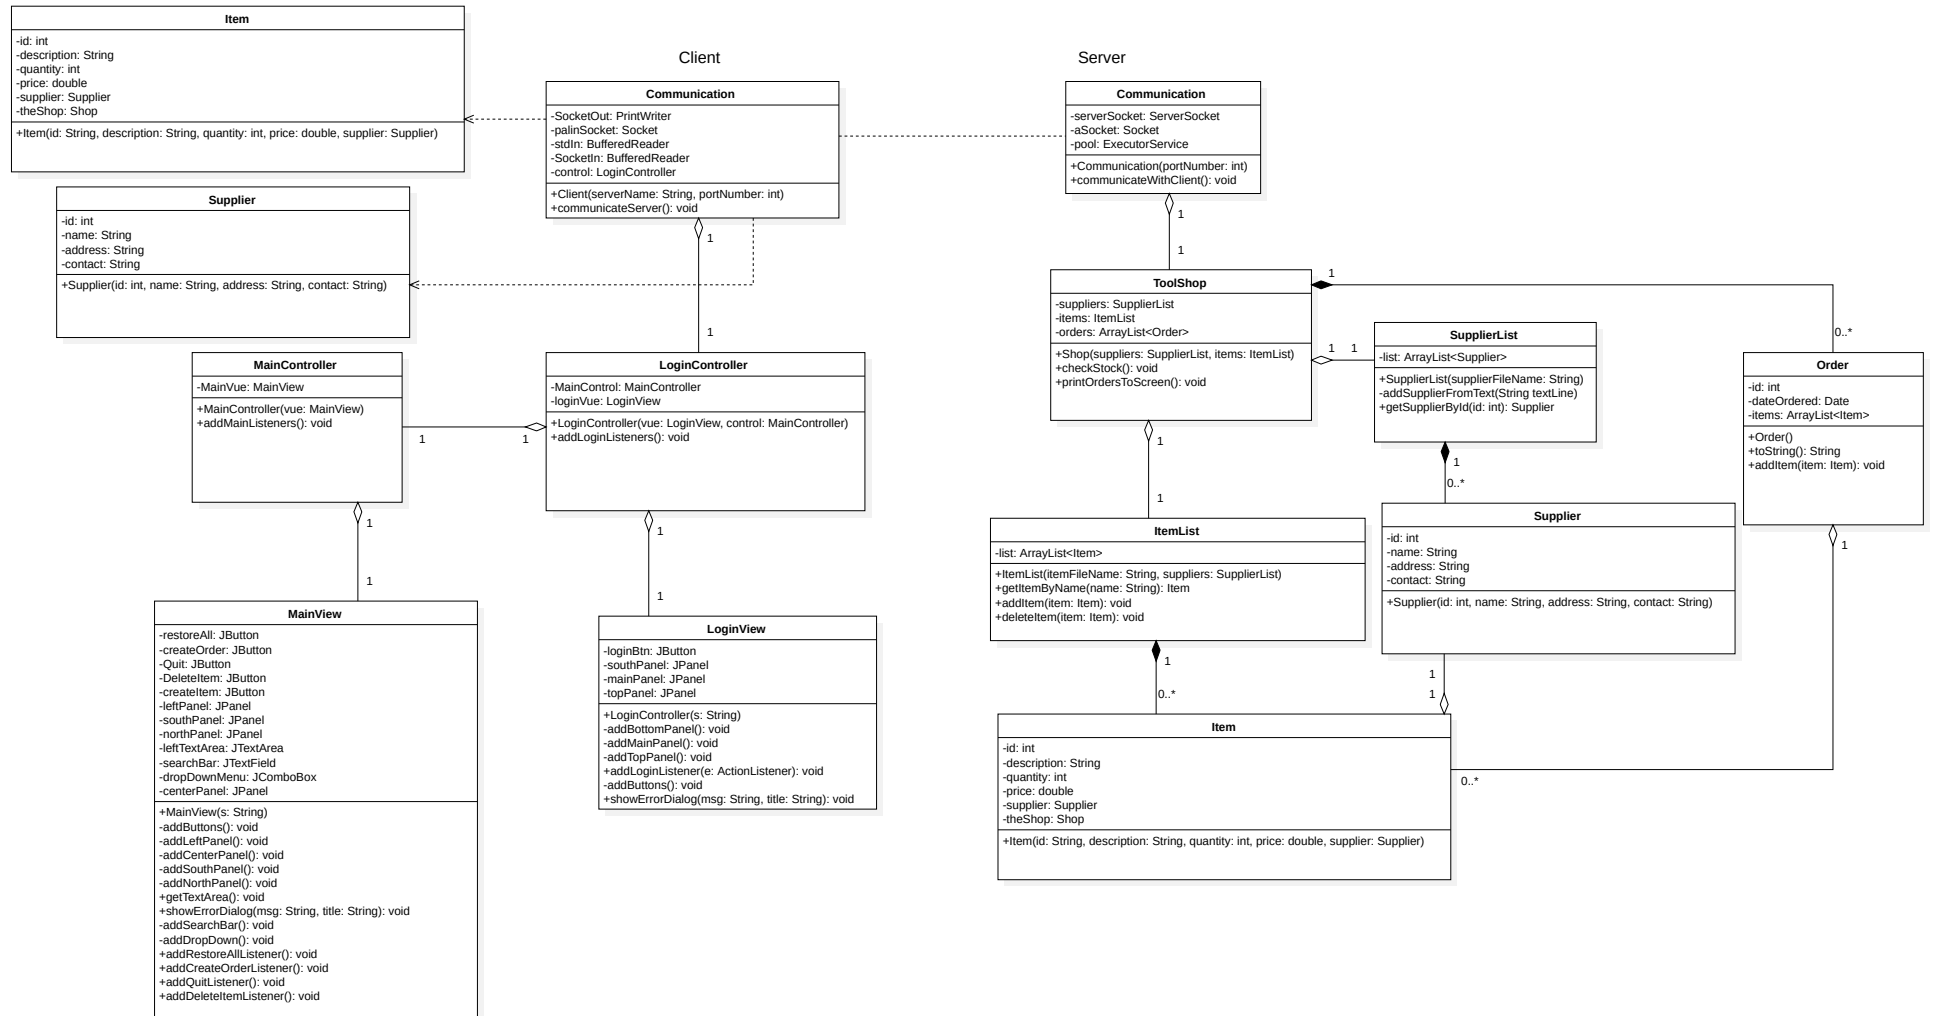 Item
-id: int
-description: String
-quantity: int
-price: double
-supplier: Supplier
-theShop: Shop
+Item(id: String, description: String, quantity: int, price: double, supplier: Supplier)
Supplier
-id: int
-name: String
-address: String
-contact: String
+Supplier(id: int, name: String, address: String, contact: String)
Client
Communication
-SocketOut: PrintWriter
-palinSocket: Socket
-stdIn: BufferedReader
-SocketIn: BufferedReader
-control: LoginController
+Client(serverName: String, portNumber: int)
+communicateServer(): void
1
1
MainController
-MainVue: MainView
+MainController(vue: MainView)
+addMainListeners(): void
1
1
LoginController
-MainControl: MainController
-loginVue: LoginView
+LoginController(vue: LoginView, control: MainController)
+addLoginListeners(): void
1
1
1
1
MainView
-restoreAll: JButton
-createOrder: JButton
-Quit: JButton
-DeleteItem: JButton
-createItem: JButton
-leftPanel: JPanel
-southPanel: JPanel
-northPanel: JPanel
-leftTextArea: JTextArea
-searchBar: JTextField
-dropDownMenu: JComboBox
-centerPanel: JPanel
+MainView(s: String)
-addButtons(): void
-addLeftPanel(): void
-addCenterPanel(): void
-addSouthPanel(): void
-addNorthPanel(): void
+getTextArea(): void
+showErrorDialog(msg: String, title: String): void
-addSearchBar(): void
-addDropDown(): void
+addRestoreAllListener(): void
+addCreateOrderListener(): void
+addQuitListener(): void
+addDeleteItemListener(): void
LoginView
-loginBtn: JButton
-southPanel: JPanel
-mainPanel: JPanel
-topPanel: JPanel
+LoginController(s: String)
-addBottomPanel(): void
-addMainPanel(): void
-addTopPanel(): void
+addLoginListener(e: ActionListener): void
-addButtons(): void
+showErrorDialog(msg: String, title: String): void
Server
Communication
-serverSocket: ServerSocket
-aSocket: Socket
-pool: ExecutorService
+Communication(portNumber: int)
+communicateWithClient(): void
1
1
ToolShop
-suppliers: SupplierList
-items: ItemList
-orders: ArrayList<Order>
+Shop(suppliers: SupplierList, items: ItemList)
+checkStock(): void
+printOrdersToScreen(): void
1
0..*
1 1
SupplierList
-list: ArrayList<Supplier>
+SupplierList(supplierFileName: String)
-addSupplierFromText(String textLine)
+getSupplierById(id: int): Supplier
Order
-id: int
-dateOrdered: Date
-items: ArrayList<Item>
+Order()
+toString(): String
+addItem(item: Item): void
1
1
1
0..*
ItemList
-list: ArrayList<Item>
+ItemList(itemFileName: String, suppliers: SupplierList)
+getItemByName(name: String): Item
+addItem(item: Item): void
+deleteItem(item: Item): void
Supplier
-id: int
-name: String
-address: String
-contact: String
+Supplier(id: int, name: String, address: String, contact: String)
1
1
0..*
1
1
Item
-id: int
-description: String
-quantity: int
-price: double
-supplier: Supplier
-theShop: Shop
+Item(id: String, description: String, quantity: int, price: double, supplier: Supplier)
0..*